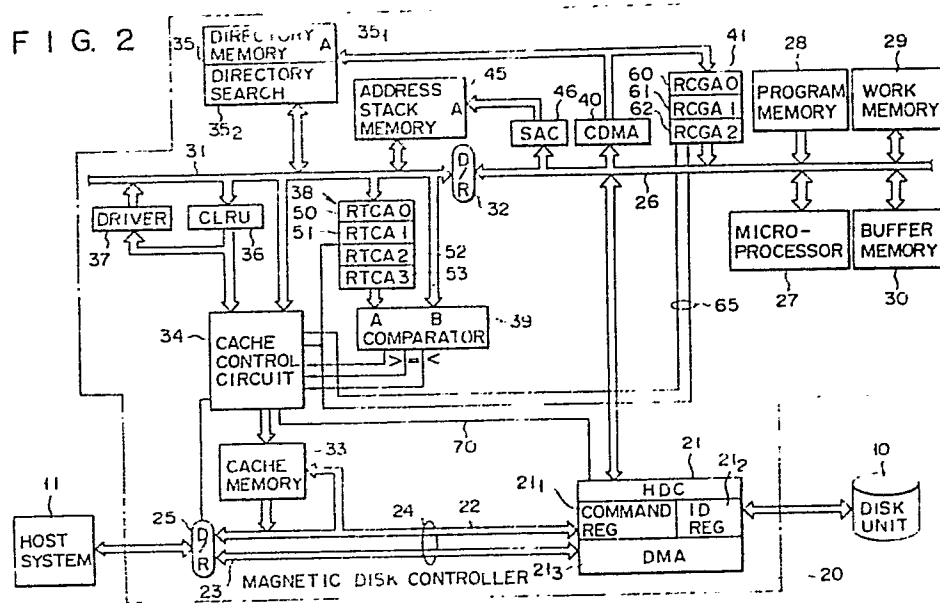 FIG. 2
35₁
DIRECTORY
MEMORY A
DIRECTORY
SEARCH
35₂
35₁
45
ADDRESS
STACK
MEMORY A
46
SAC
40
CDMA
41
60
61
62
RCGA 0
RCGA 1
RCGA 2
28
PROGRAM
MEMORY
29
WORK
MEMORY
31
D/R
32
26
DRIVER
37
CLRU
36
38
50
51
RTCA 0
RTCA 1
RTCA 2
RTCA 3
52
53
MICRO-
PROCESSOR
27
BUFFER
MEMORY
30
65
34
CACHE
CONTROL
CIRCUIT
A B
COMPARATOR
> = <
39
70
CACHE
MEMORY
33
21
21₁
21₂
HDC
COMMAND
REG
ID
REG
DMA
21₃
10
DISK
UNIT
11
HOST
SYSTEM
25
D/R
24
22
23
MAGNETIC DISK CONTROLLER
20